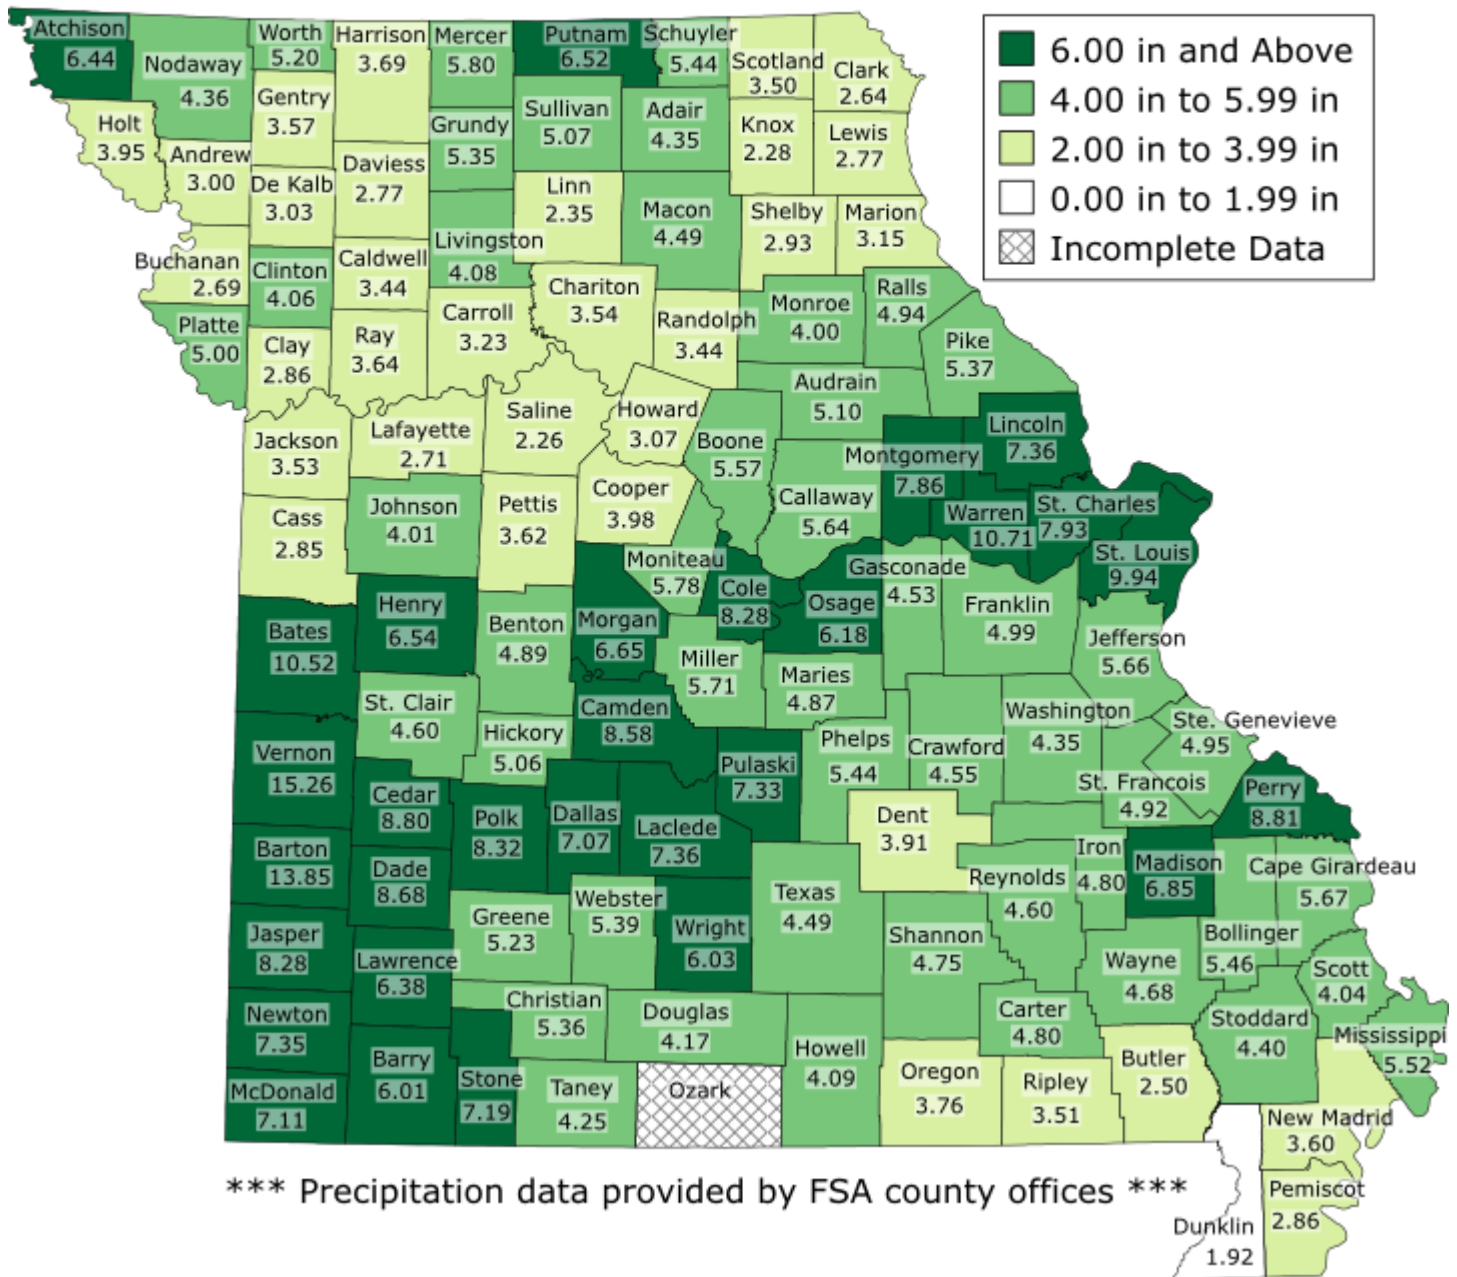 6.00 in and Above
4.00 in to 5.99 in
2.00 in to 3.99 in
0.00 in to 1.99 in
Incomplete Data
Atchison
6.44
Nodaway
4.36
Worth
5.20
Harrison
3.69
Mercer
5.80
Putnam
6.52
Schuyler
5.44
Scotland
3.50
Clark
2.64
Holt
3.95
Andrew
3.00
Gentry
3.57
De Kalb
3.03
Daviess
2.77
Grundy
5.35
Sullivan
5.07
Adair
4.35
Knox
2.28
Lewis
2.77
Linn
2.35
Macon
4.49
Shelby
2.93
Marion
3.15
Buchanan
2.69
Clinton
4.06
Caldwell
3.44
Livingston
4.08
Chariton
3.54
Randolph
3.44
Monroe
4.00
Ralls
4.94
Pike
5.37
Platte
5.00
Clay
2.86
Ray
3.64
Carroll
3.23
Audrain
5.10
Jackson
3.53
Lafayette
2.71
Saline
2.26
Howard
3.07
Boone
5.57
Callaway
5.64
Montgomery
7.86
Lincoln
7.36
Warren
10.71
St. Charles
7.93
St. Louis
9.94
Cass
2.85
Johnson
4.01
Pettis
3.62
Cooper
3.98
Moniteau
5.78
Cole
8.28
Osage
6.18
Gasconade
4.53
Franklin
4.99
Jefferson
5.66
Bates
10.52
Henry
6.54
Benton
4.89
Morgan
6.65
Miller
5.71
Maries
4.87
St. Clair
4.60
Hickory
5.06
Camden
8.58
Pulaski
7.33
Phelps
5.44
Crawford
4.55
Washington
4.35
Ste. Genevieve
4.95
St. Francois
4.92
Perry
8.81
Vernon
15.26
Cedar
8.80
Polk
8.32
Dallas
7.07
Laclede
7.36
Dent
3.91
Iron
4.80
Madison
6.85
Cape Girardeau
5.67
Barton
13.85
Dade
8.68
Greene
5.23
Webster
5.39
Wright
6.03
Texas
4.49
Shannon
4.75
Reynolds
4.60
Wayne
4.68
Bollinger
5.46
Scott
4.04
Jasper
8.28
Lawrence
6.38
Christian
5.36
Douglas
4.17
Howell
4.09
Carter
4.80
Stoddard
4.40
Mississippi
5.52
Newton
7.35
Barry
6.01
Stone
7.19
Taney
4.25
Ozark
Oregon
3.76
Ripley
3.51
Butler
2.50
New Madrid
3.60
McDonald
7.11
Pemiscot
2.86
Dunklin
1.92
*** Precipitation data provided by FSA county offices ***